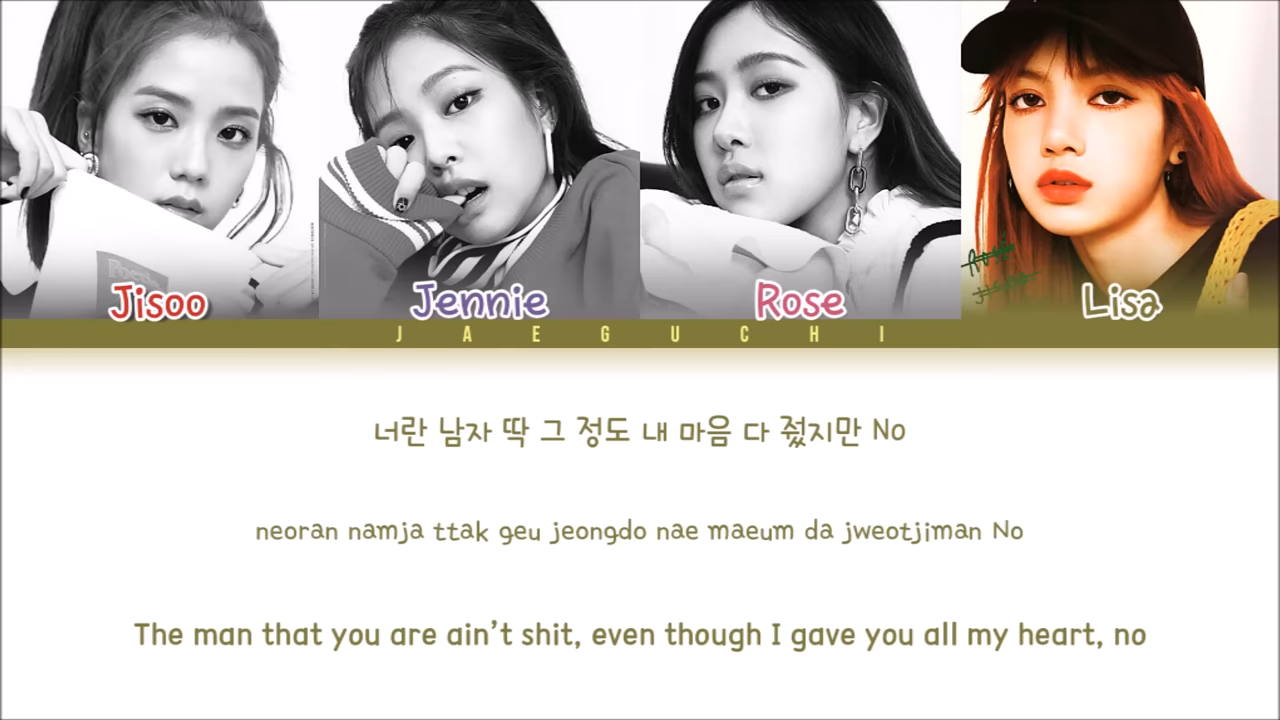 Poem
Jisoo
Jennie
Rose
Lisa
JAEGUCHI
너란 남자 딱 그 정도 내 마음 다 줬지만 No
neoran namja ttak geu jeongdo nae maeum da jweotjiman No
The man that you are ain't shit, even though I gave you all my heart, no